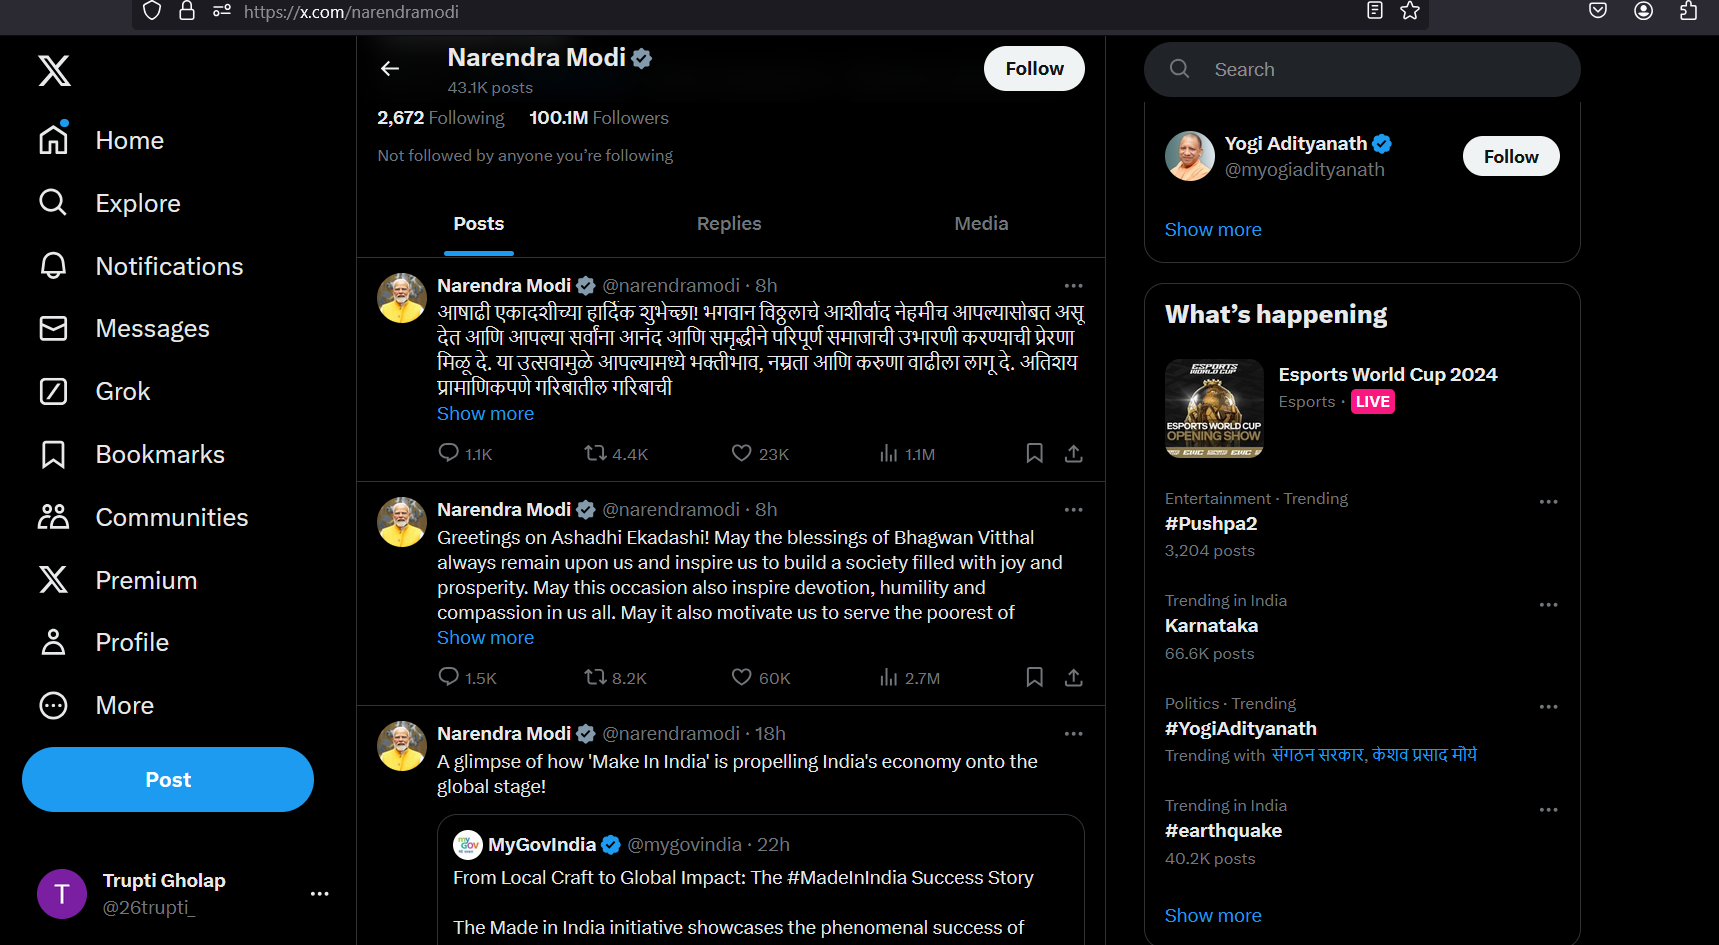 https://x.com/narendramodi
Home
Explore
Notifications
Messages
Grok
Bookmarks
Communities
Premium
Profile
More
Post
T
Trupti Gholap
@26trupti_
Narendra Modi
43.1K posts
Follow
2,672 Following 100.1M Followers
Not followed by anyone you’re following
Posts Replies Media
Narendra Modi @narendramodi · 8h
आषाढी एकादशीच्या हार्दिक शुभेच्छा! भगवान विठ्ठलाचे आशीर्वाद नेहमीच आपल्यासोबत असू
देत आणि आपल्या सर्वांना आनंद आणि समृद्धीने परिपूर्ण समाजाची उभारणी करण्याची प्रेरणा
मिळू दे. या उत्सवामुळे आपल्यामध्ये भक्तीभाव, नम्रता आणि करुणा वाढीला लागू दे. अतिशय
प्रामाणिकपणे गरिबातील गरिबाची
Show more
1.1K 4.4K 23K 1.1M
Narendra Modi @narendramodi · 8h
Greetings on Ashadhi Ekadashi! May the blessings of Bhagwan Vitthal
always remain upon us and inspire us to build a society filled with joy and
prosperity. May this occasion also inspire devotion, humility and
compassion in us all. May it also motivate us to serve the poorest of
Show more
1.5K 8.2K 60K 2.7M
Narendra Modi @narendramodi · 18h
A glimpse of how 'Make In India' is propelling India's economy onto the
global stage!
MyGovIndia @mygovindia · 22h
From Local Craft to Global Impact: The #MadeInIndia Success Story
The Made in India initiative showcases the phenomenal success of
Search
Yogi Adityanath
@myogiadityanath
Follow
Show more
What’s happening
ESPORTS
WORLD CUP
ESPORTS WORLD CUP
OPENING SHOW
Esports World Cup 2024
Esports · LIVE
Entertainment · Trending
#Pushpa2
3,204 posts
Trending in India
Karnataka
66.6K posts
Politics · Trending
#YogiAdityanath
Trending with संगठन सरकार, केशव प्रसाद मौर्य
Trending in India
#earthquake
40.2K posts
Show more